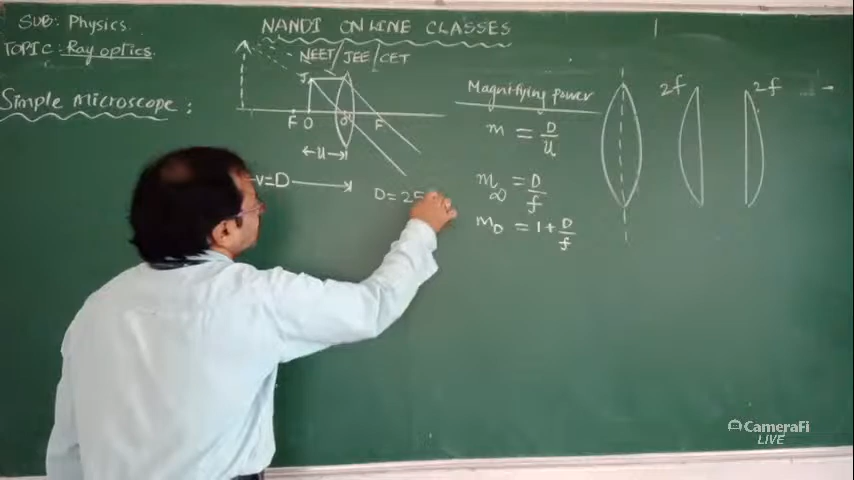 SUB: Physics
TOPIC: Ray optics.
NANDI ONLINE CLASSES
NEET/JEE/CET
Simple Microscope:
J
F O F
u
v=D
D=25
Magnifying power
m = D/u
m∞ = D/f
mD = 1 + D/f
2f 2f
CameraFi
LIVE